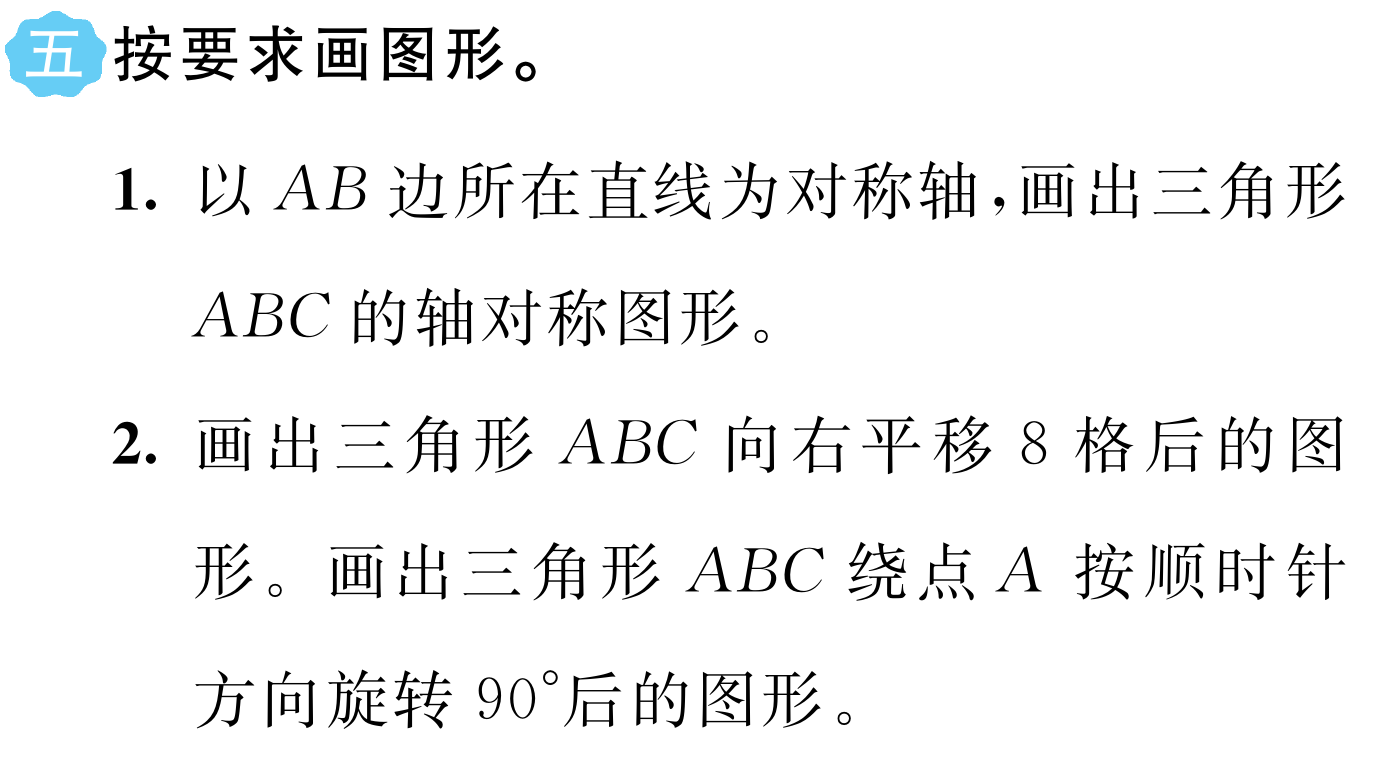 五 按要求画图形。
1. 以 AB 边所在直线为对称轴,画出三角形
ABC 的轴对称图形。
2. 画出三角形 ABC 向右平移 8 格后的图
形。画出三角形 ABC 绕点 A 按顺时针
方向旋转 90°后的图形。